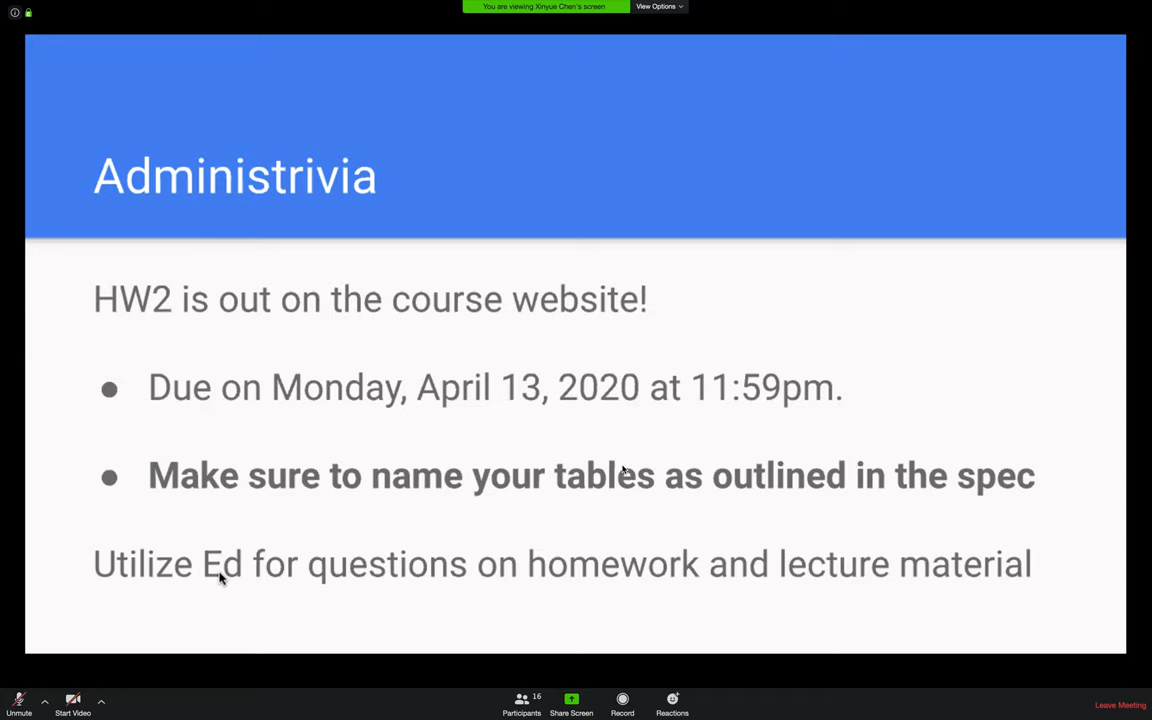 You are viewing Xinyue Chen's screen
View Options
Administrivia
HW2 is out on the course website!
● Due on Monday, April 13, 2020 at 11:59pm.
● Make sure to name your tables as outlined in the spec
Utilize Ed for questions on homework and lecture material
Unmute
Start Video
16
Participants
Share Screen
Record
Reactions
Leave Meeting